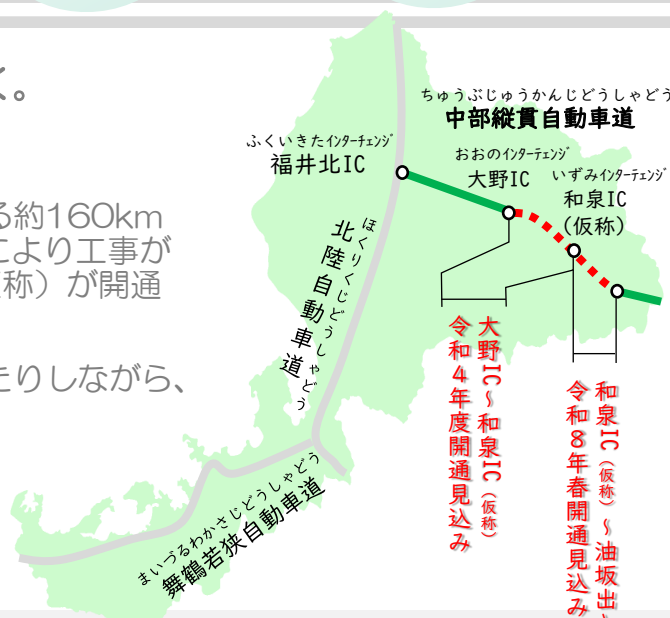 く。
る約160km
により工事が
称）が開通
走りしながら、
ちゅうぶじゅうかんじどうしゃどう
中部縦貫自動車道
ふくいきたインターチェンジ
福井北IC
おおのインターチェンジ
大野IC
いずみインターチェンジ
和泉IC
(仮称)
ほくりくじどうしゃどう
北陸自動車道
まいづるわかさじどうしゃどう
舞鶴若狭自動車道
大野IC～和泉IC（仮称）
令和４年度開通見込み
和泉IC（仮称）～油坂出
令和８年春開通見込み